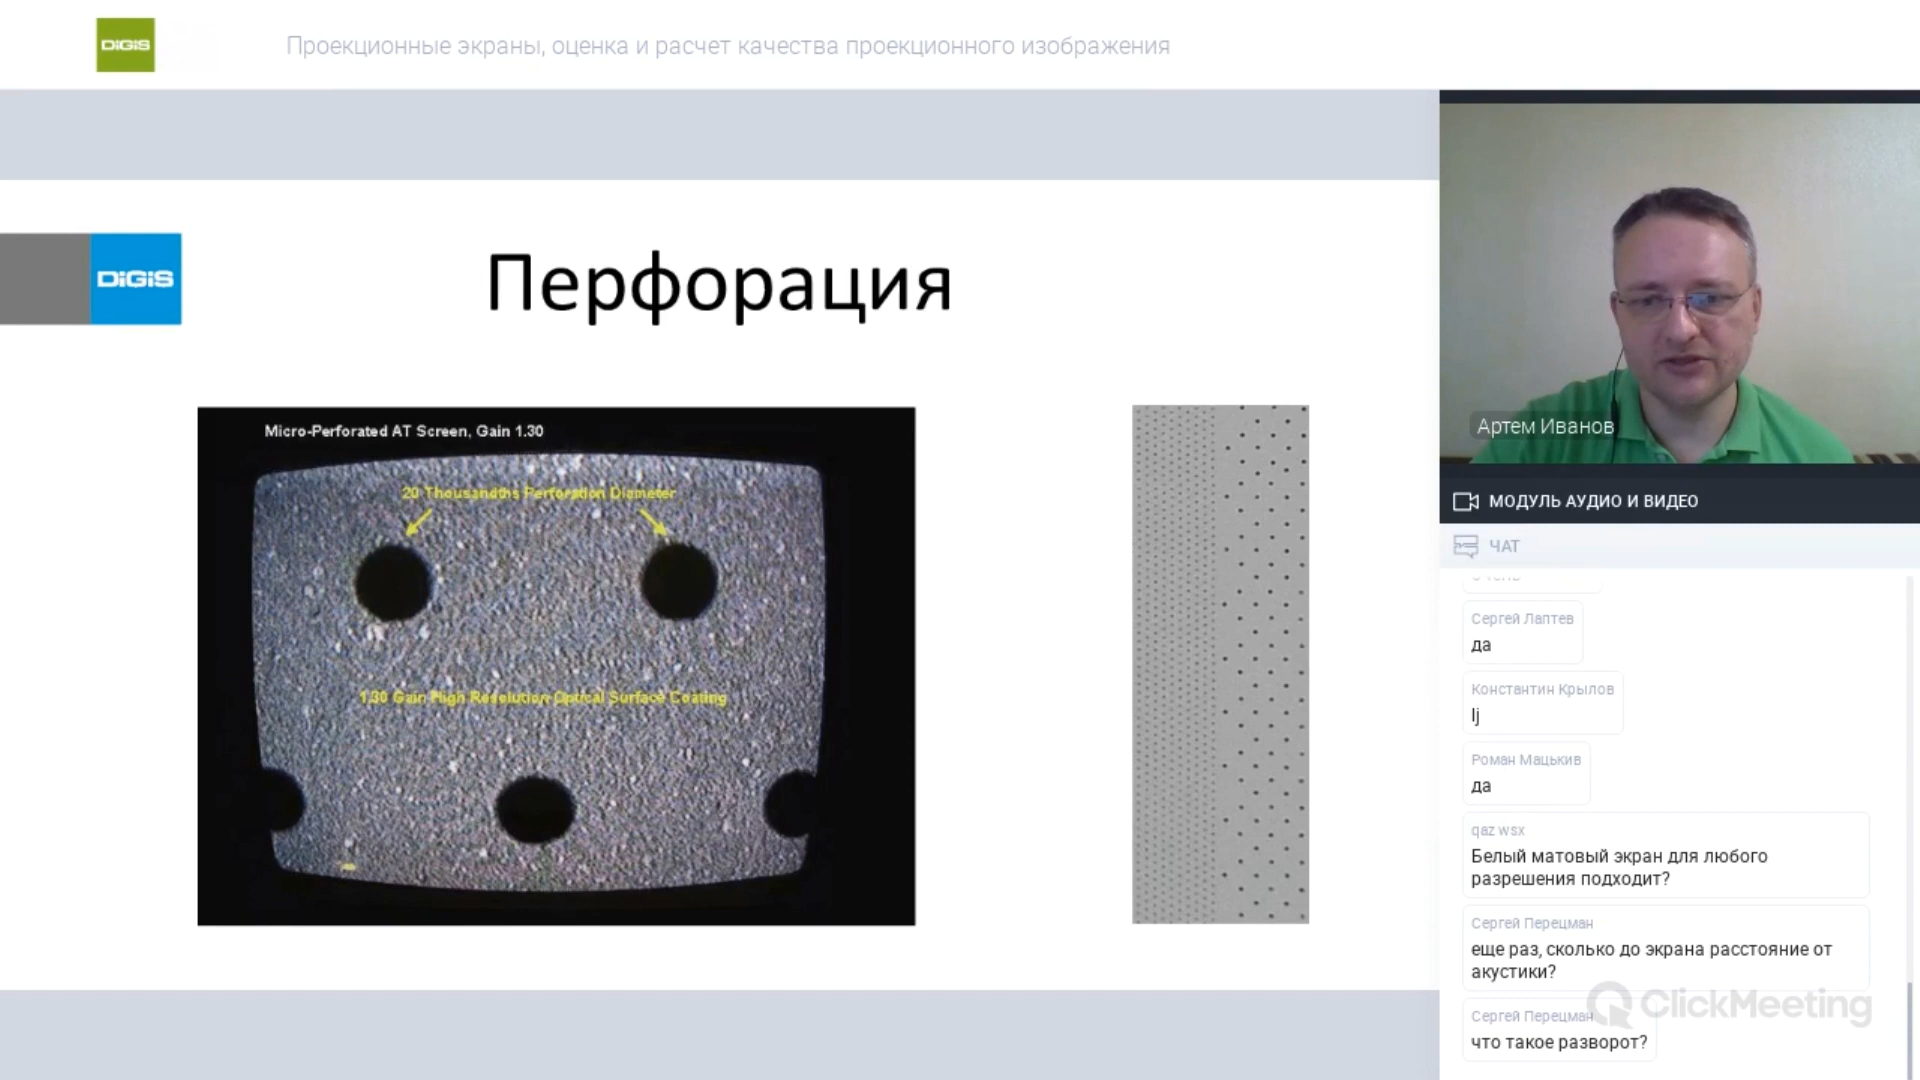 DiGiS
Проекционные экраны, оценка и расчет качества проекционного изображения
DiGiS
Перфорация
Micro-Perforated AT Screen, Gain 1.30
20 Thousandths Perforation Diameter
1.30 Gain High Resolution Optical Surface Coating
Артем Иванов
МОДУЛЬ АУДИО И ВИДЕО
ЧАТ
Сергей Лаптев
да
Константин Крылов
lj
Роман Мацькив
да
qaz wsx
Белый матовый экран для любого
разрешения подходит?
Сергей Перецман
еще раз, сколько до экрана расстояние от
акустики?
ClickMeeting
Сергей Перецман
что такое разворот?